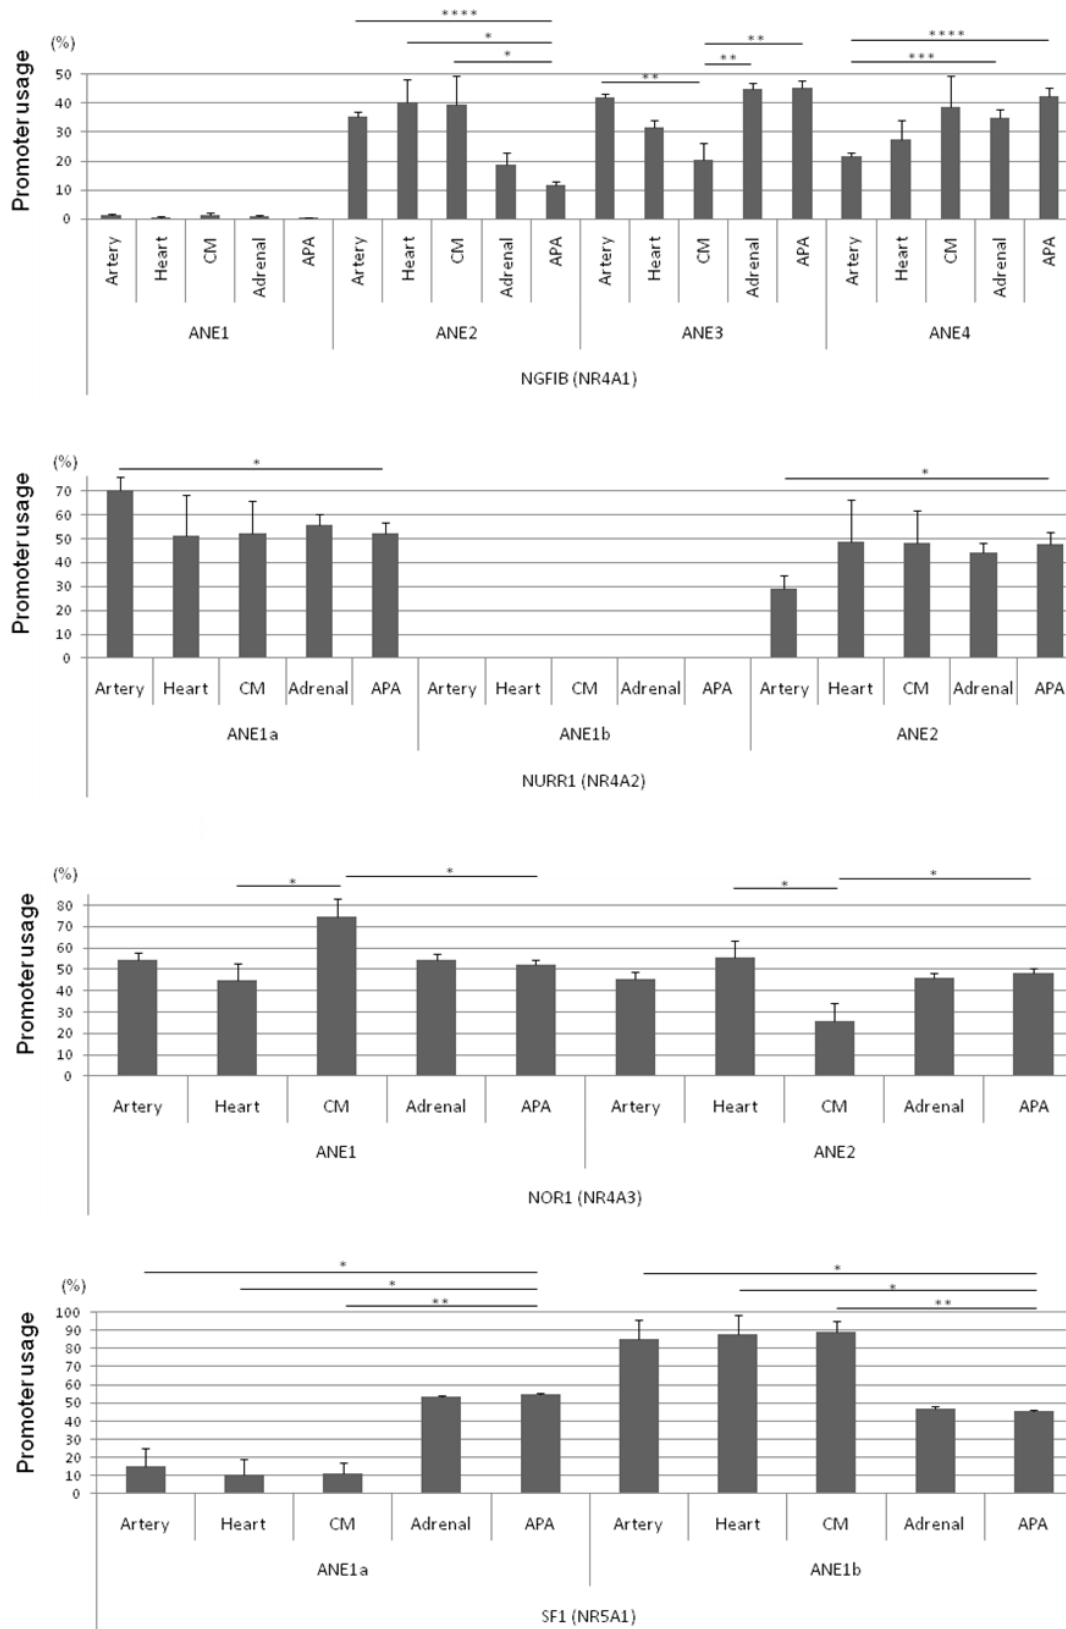 ****
*
*
**
**
**
****
***
(%)
Promoter usage
50
40
30
20
10
0
Artery Heart CM Adrenal APA Artery Heart CM Adrenal APA Artery Heart CM Adrenal APA Artery Heart CM Adrenal APA
ANE1 ANE2 ANE3 ANE4
NGFIB (NR4A1)
* *
(%)
Promoter usage
70
60
50
40
30
20
10
0
Artery Heart CM Adrenal APA Artery Heart CM Adrenal APA Artery Heart CM Adrenal APA
ANE1a ANE1b ANE2
NURR1 (NR4A2)
(%)
* * * *
Promoter usage
80
70
60
50
40
30
20
10
0
Artery Heart CM Adrenal APA Artery Heart CM Adrenal APA
ANE1 ANE2
NOR1 (NR4A3)
* *
* *
** **
(%)
Promoter usage
100
90
80
70
60
50
40
30
20
10
0
Artery Heart CM Adrenal APA Artery Heart CM Adrenal APA
ANE1a ANE1b
SF1 (NR5A1)